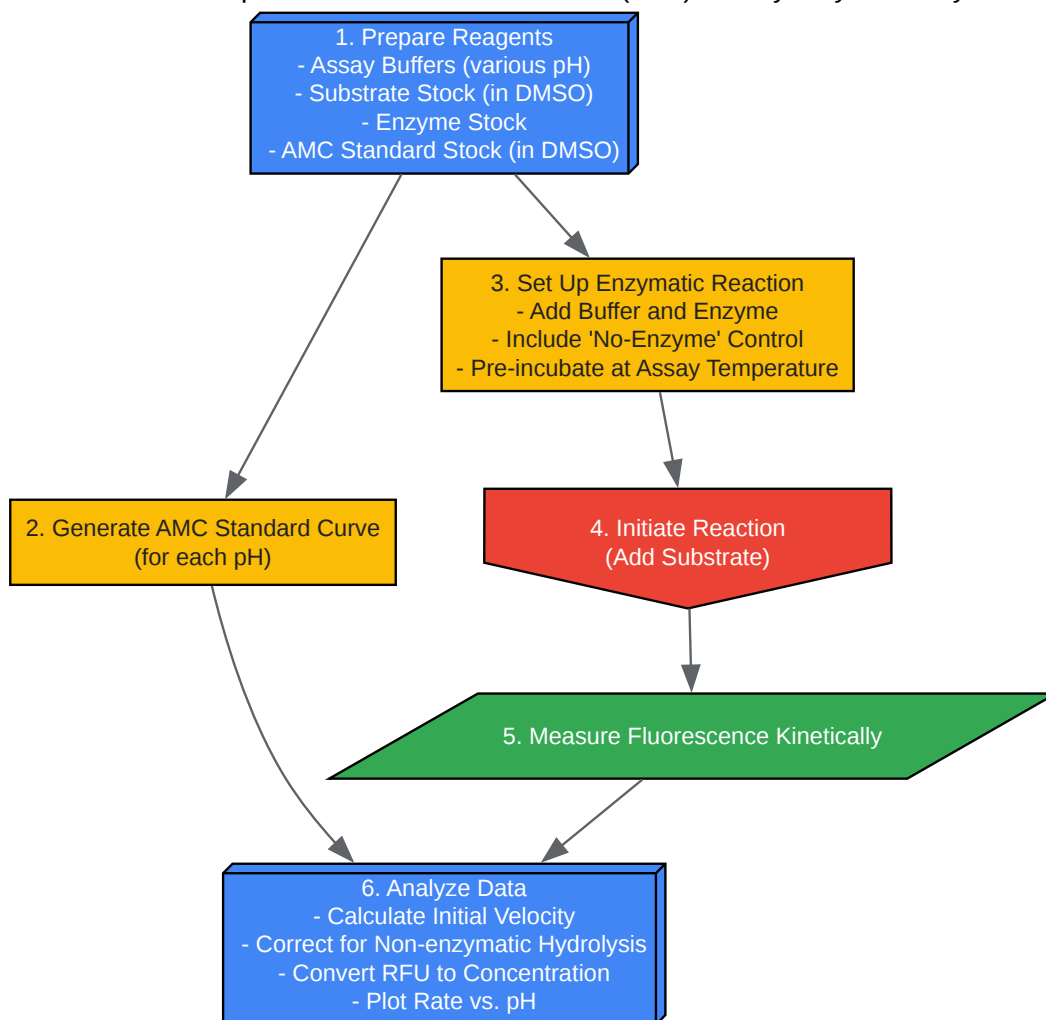 1. Prepare Reagents
- Assay Buffers (various pH)
- Substrate Stock (in DMSO)
- Enzyme Stock
- AMC Standard Stock (in DMSO)
3. Set Up Enzymatic Reaction
- Add Buffer and Enzyme
- Include 'No-Enzyme' Control
- Pre-incubate at Assay Temperature
2. Generate AMC Standard Curve
(for each pH)
4. Initiate Reaction
(Add Substrate)
5. Measure Fluorescence Kinetically
6. Analyze Data
- Calculate Initial Velocity
- Correct for Non-enzymatic Hydrolysis
- Convert RFU to Concentration
- Plot Rate vs. pH